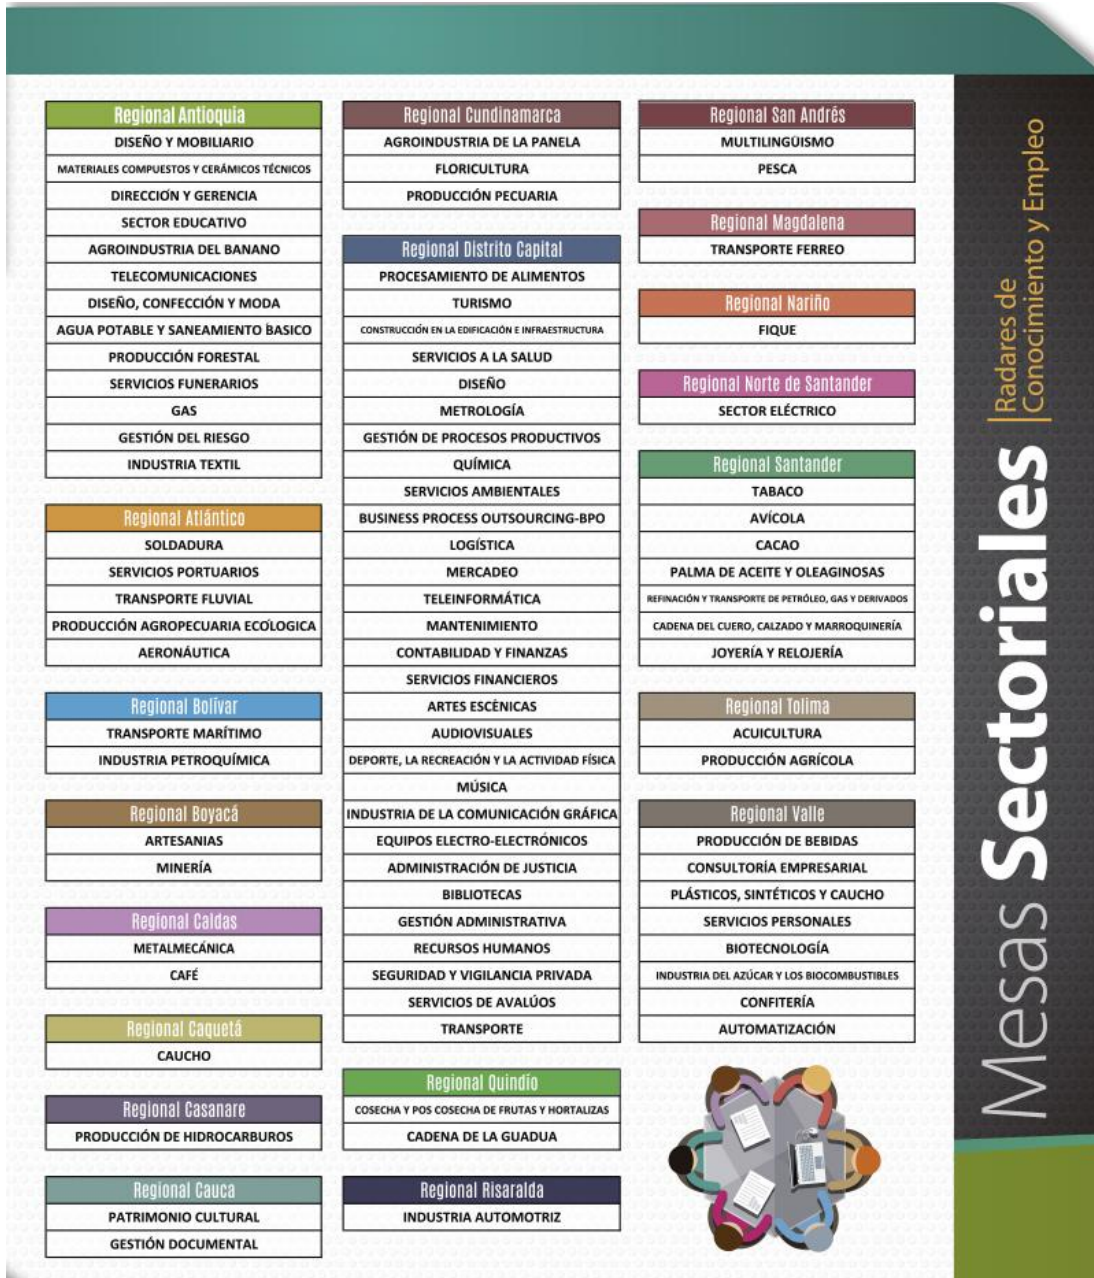 Regional Antioquia
DISEÑO Y MOBILIARIO
MATERIALES COMPUESTOS Y CERÁMICOS TÉCNICOS
DIRECCIÓN Y GERENCIA
SECTOR EDUCATIVO
AGROINDUSTRIA DEL BANANO
TELECOMUNICACIONES
DISEÑO, CONFECCIÓN Y MODA
AGUA POTABLE Y SANEAMIENTO BASICO
PRODUCCIÓN FORESTAL
SERVICIOS FUNERARIOS
GAS
GESTIÓN DEL RIESGO
INDUSTRIA TEXTIL
Regional Atlántico
SOLDADURA
SERVICIOS PORTUARIOS
TRANSPORTE FLUVIAL
PRODUCCIÓN AGROPECUARIA ECOLOGICA
AERONÁUTICA
Regional Bolívar
TRANSPORTE MARÍTIMO
INDUSTRIA PETROQUÍMICA
Regional Boyacá
ARTESANIAS
MINERÍA
Regional Caldas
METALMECÁNICA
CAFÉ
Regional Caquetá
CAUCHO
Regional Casanare
PRODUCCIÓN DE HIDROCARBUROS
Regional Cauca
PATRIMONIO CULTURAL
GESTIÓN DOCUMENTAL
Regional Cundinamarca
AGROINDUSTRIA DE LA PANELA
FLORICULTURA
PRODUCCIÓN PECUARIA
Regional Distrito Capital
PROCESAMIENTO DE ALIMENTOS
TURISMO
CONSTRUCCIÓN EN LA EDIFICACIÓN E INFRAESTRUCTURA
SERVICIOS A LA SALUD
DISEÑO
METROLOGÍA
GESTIÓN DE PROCESOS PRODUCTIVOS
QUÍMICA
SERVICIOS AMBIENTALES
BUSINESS PROCESS OUTSOURCING-BPO
LOGÍSTICA
MERCADEO
TELEINFORMÁTICA
MANTENIMIENTO
CONTABILIDAD Y FINANZAS
SERVICIOS FINANCIEROS
ARTES ESCÉNICAS
AUDIOVISUALES
DEPORTE, LA RECREACIÓN Y LA ACTIVIDAD FÍSICA
MÚSICA
INDUSTRIA DE LA COMUNICACIÓN GRÁFICA
EQUIPOS ELECTRO-ELECTRÓNICOS
ADMINISTRACIÓN DE JUSTICIA
BIBLIOTECAS
GESTIÓN ADMINISTRATIVA
RECURSOS HUMANOS
SEGURIDAD Y VIGILANCIA PRIVADA
SERVICIOS DE AVALÚOS
TRANSPORTE
Regional Quindío
COSECHA Y POS COSECHA DE FRUTAS Y HORTALIZAS
CADENA DE LA GUADUA
Regional Risaralda
INDUSTRIA AUTOMOTRIZ
Regional San Andrés
MULTILINGÜISMO
PESCA
Regional Magdalena
TRANSPORTE FERREO
Regional Nariño
FIQUE
Regional Norte de Santander
SECTOR ELÉCTRICO
Regional Santander
TABACO
AVÍCOLA
CACAO
PALMA DE ACEITE Y OLEAGINOSAS
REFINACIÓN Y TRANSPORTE DE PETRÓLEO, GAS Y DERIVADOS
CADENA DEL CUERO, CALZADO Y MARROQUINERÍA
JOYERÍA Y RELOJERÍA
Regional Tolima
ACUICULTURA
PRODUCCIÓN AGRÍCOLA
Regional Valle
PRODUCCIÓN DE BEBIDAS
CONSULTORÍA EMPRESARIAL
PLÁSTICOS, SINTÉTICOS Y CAUCHO
SERVICIOS PERSONALES
BIOTECNOLOGÍA
INDUSTRIA DEL AZÚCAR Y LOS BIOCOMBUSTIBLES
CONFITERÍA
AUTOMATIZACIÓN
Mesas Sectoriales
Radares de
Conocimiento y Empleo